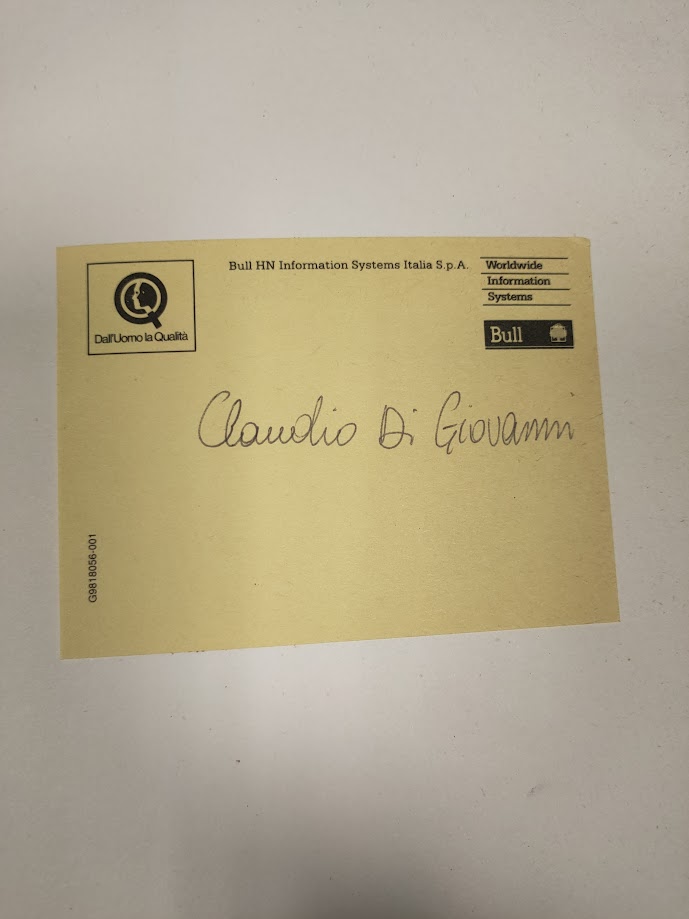 Bull HN Information Systems Italia S.p.A.
Worldwide
Information
Systems
Bull
Dall'Uomo la Qualità
Claudio Di Giovanni
G9818056-001